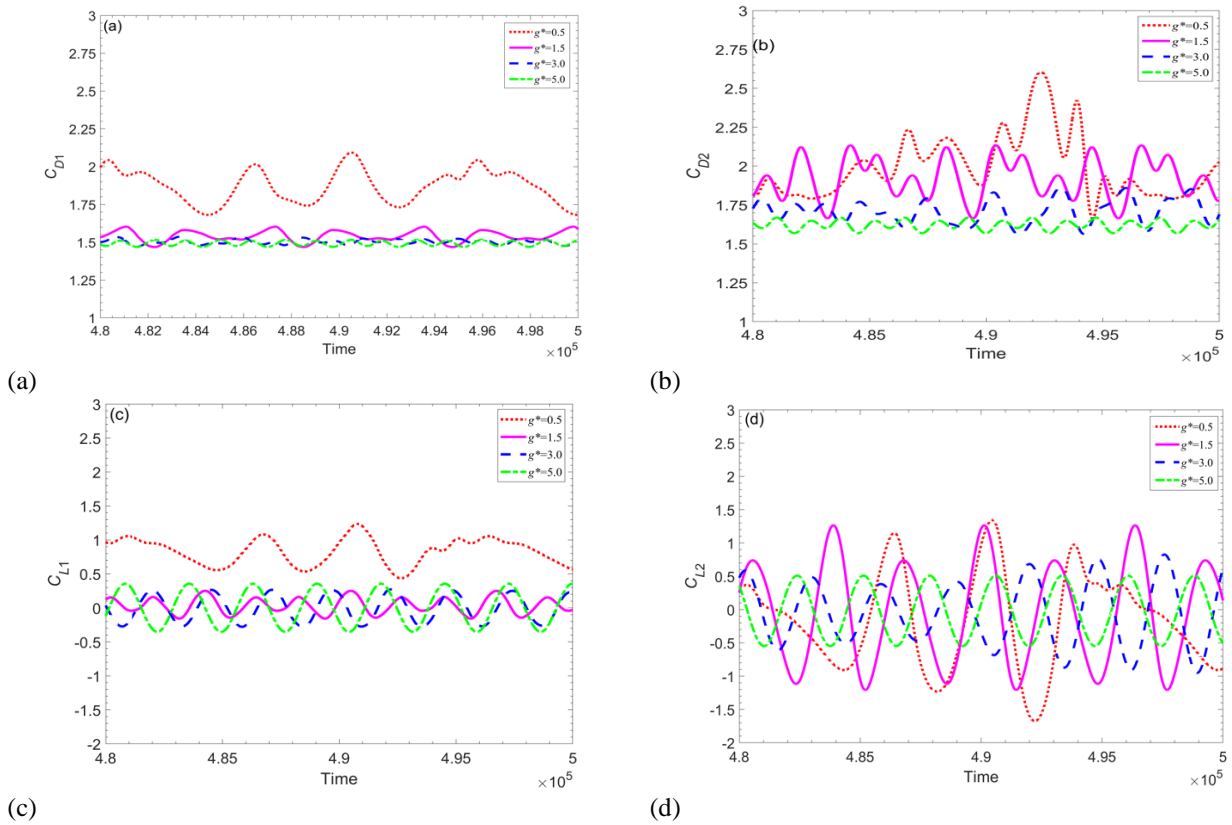 (a)
3
2.75
2.5
2.25
2
1.75
1.5
1.25
1
C_D1
4.8 4.82 4.84 4.86 4.88 4.9 4.92 4.94 4.96 4.98 5
Time
×10^5
g*=0.5
g*=1.5
g*=3.0
g*=5.0
(a)
(b)
3
2.75
2.5
2.25
2
1.75
1.5
1.25
1
C_D2
4.8 4.85 4.9 4.95 5
Time
×10^5
g*=0.5
g*=1.5
g*=3.0
g*=5.0
(b)
(c)
3
2.5
2
1.5
1
0.5
0
-0.5
-1
-1.5
-2
C_L1
4.8 4.85 4.9 4.95 5
Time
×10^5
g*=0.5
g*=1.5
g*=3.0
g*=5.0
(c)
(d)
3
2.5
2
1.5
1
0.5
0
-0.5
-1
-1.5
-2
C_L2
4.8 4.85 4.9 4.95 5
Time
×10^5
g*=0.5
g*=1.5
g*=3.0
g*=5.0
(d)